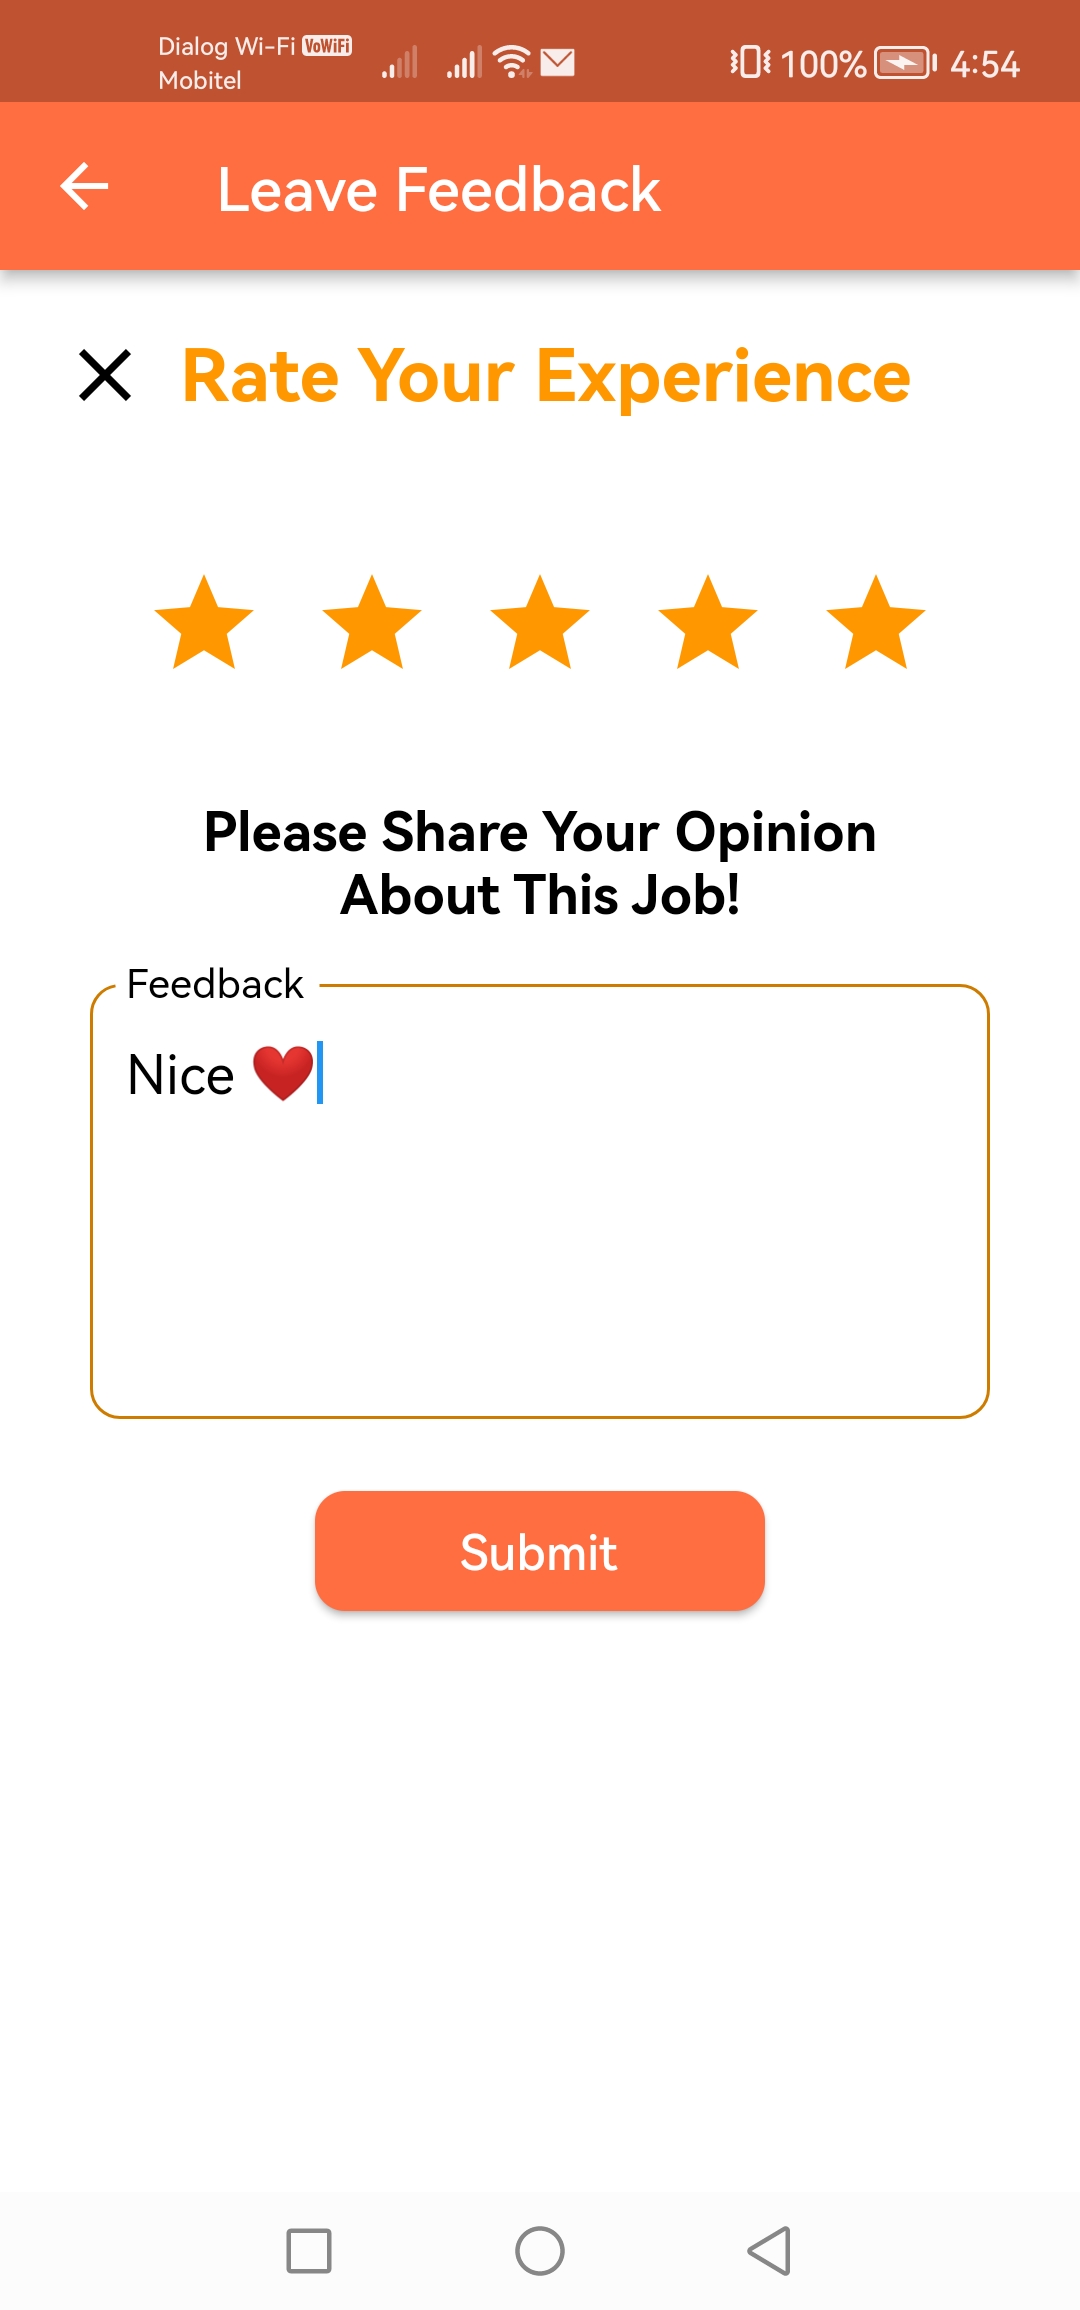 Dialog Wi-Fi VoWiFi
Mobitel
100% 4:54
Leave Feedback
Rate Your Experience
Please Share Your Opinion
About This Job!
Feedback
Nice ❤️
Submit